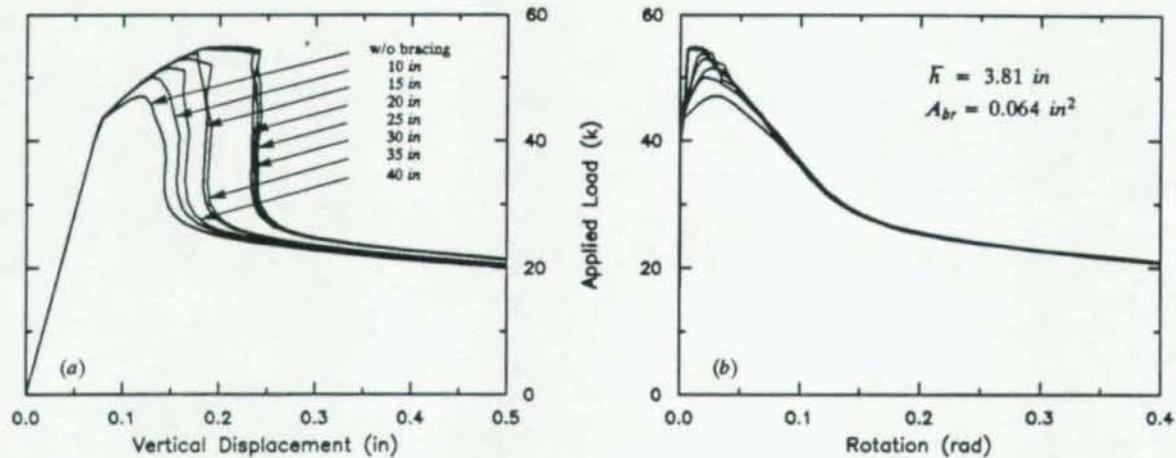 w/o bracing
10 in
15 in
20 in
25 in
30 in
35 in
40 in
(a)
0.0 0.1 0.2 0.3 0.4 0.5
Vertical Displacement (in)
60
40
20
0
Applied Load (k)
h̄ = 3.81 in
A_br = 0.064 in²
(b)
0.0 0.1 0.2 0.3 0.4
Rotation (rad)
60
40
20
0